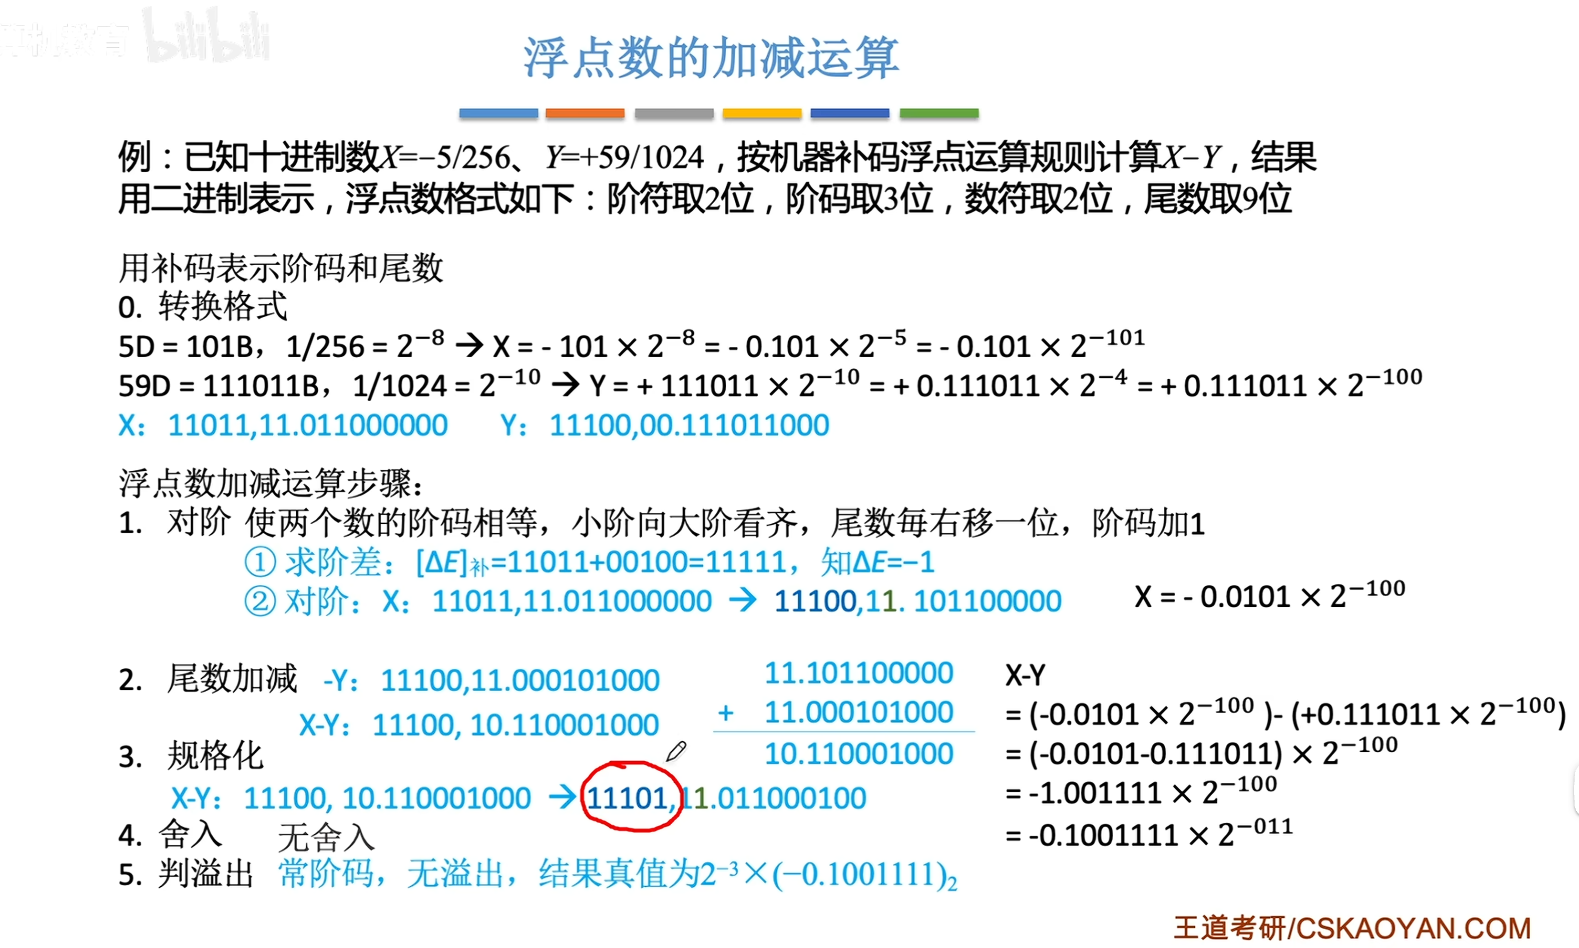 bilibili
浮点数的加减运算
例：已知十进制数X=−5/256、Y=+59/1024，按机器补码浮点运算规则计算X−Y，结果
用二进制表示，浮点数格式如下：阶符取2位，阶码取3位，数符取2位，尾数取9位
用补码表示阶码和尾数
0. 转换格式
5D = 101B，1/256 = 2⁻⁸ → X = - 101 × 2⁻⁸ = - 0.101 × 2⁻⁵ = - 0.101 × 2⁻¹⁰¹
59D = 111011B，1/1024 = 2⁻¹⁰ → Y = + 111011 × 2⁻¹⁰ = + 0.111011 × 2⁻⁴ = + 0.111011 × 2⁻¹⁰⁰
X： 11011,11.011000000 Y： 11100,00.111011000
浮点数加减运算步骤：
1. 对阶 使两个数的阶码相等，小阶向大阶看齐，尾数每右移一位，阶码加1
① 求阶差：[ΔE]补=11011+00100=11111，知ΔE=−1
② 对阶：X：11011,11.011000000 → 11100,11. 101100000 X = - 0.0101 × 2⁻¹⁰⁰
2. 尾数加减 -Y： 11100,11.000101000
X-Y： 11100, 10.110001000
11.101100000
+ 11.000101000
10.110001000
X-Y
= (-0.0101 × 2⁻¹⁰⁰ )- (+0.111011 × 2⁻¹⁰⁰)
= (-0.0101-0.111011) × 2⁻¹⁰⁰
= -1.001111 × 2⁻¹⁰⁰
= -0.1001111 × 2⁻⁰¹¹
3. 规格化
X-Y： 11100, 10.110001000 → 11101,11.011000100
4. 舍入 无舍入
5. 判溢出 常阶码，无溢出，结果真值为2⁻³×(−0.1001111)₂
王道考研/CSKAOYAN.COM